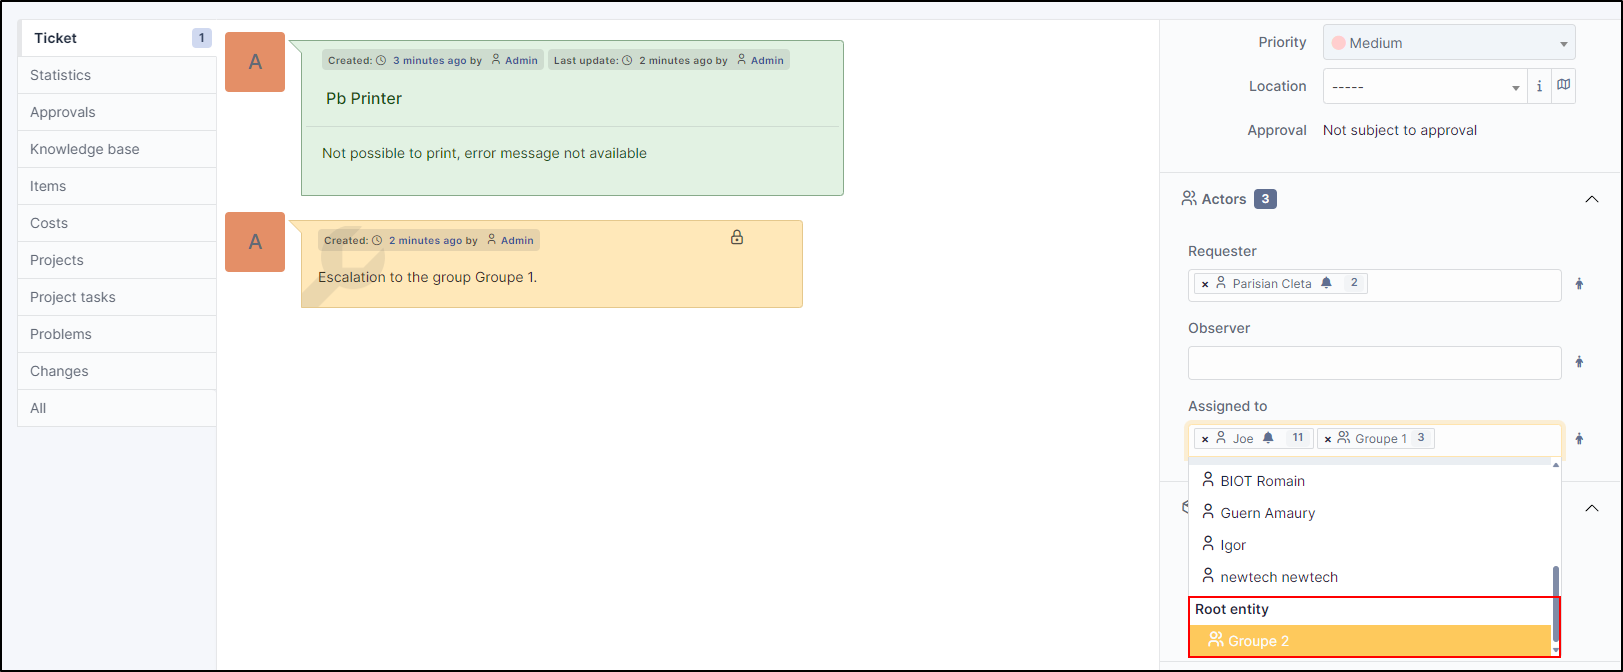 Ticket 1
Statistics
Approvals
Knowledge base
Items
Costs
Projects
Project tasks
Problems
Changes
All
A
Created: 3 minutes ago by Admin Last update: 2 minutes ago by Admin
Pb Printer
Not possible to print, error message not available
A
Created: 2 minutes ago by Admin
Escalation to the group Groupe 1.
Priority Medium
Location ----- i
Approval Not subject to approval
Actors 3
Requester
× Parisian Cleta 2
Observer
Assigned to
× Joe 11 × Groupe 1 3
BIOT Romain
Guern Amaury
Igor
newtech newtech
Root entity
Groupe 2